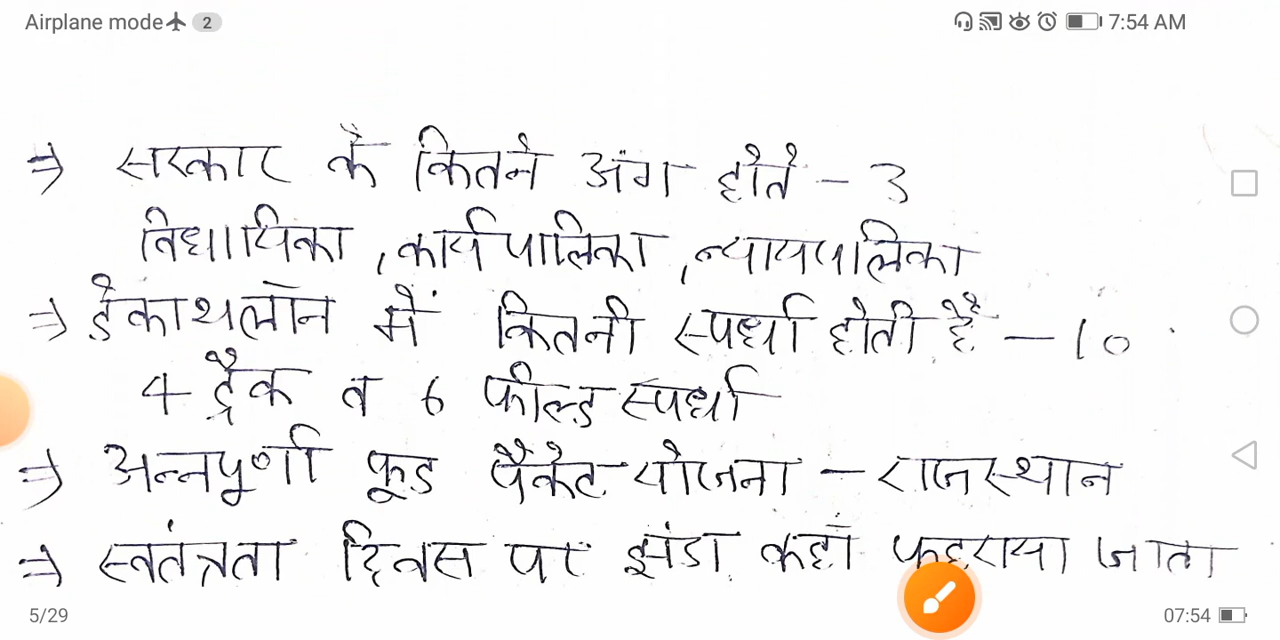 Airplane mode 2 7:54 AM
⇒ सरकार के कितने अंग होते - 3
विधायिका, कार्यपालिका, न्यायपालिका
⇒ डेकाथलॉन में कितनी स्पर्धा होती है - 10
4 ट्रैक व 6 फील्ड स्पर्धा
⇒ अन्नपूर्णा फूड पैकेट योजना - राजस्थान
⇒ स्वतंत्रता दिवस पर झंडा कहाँ फहराया जाता
5/29 07:54